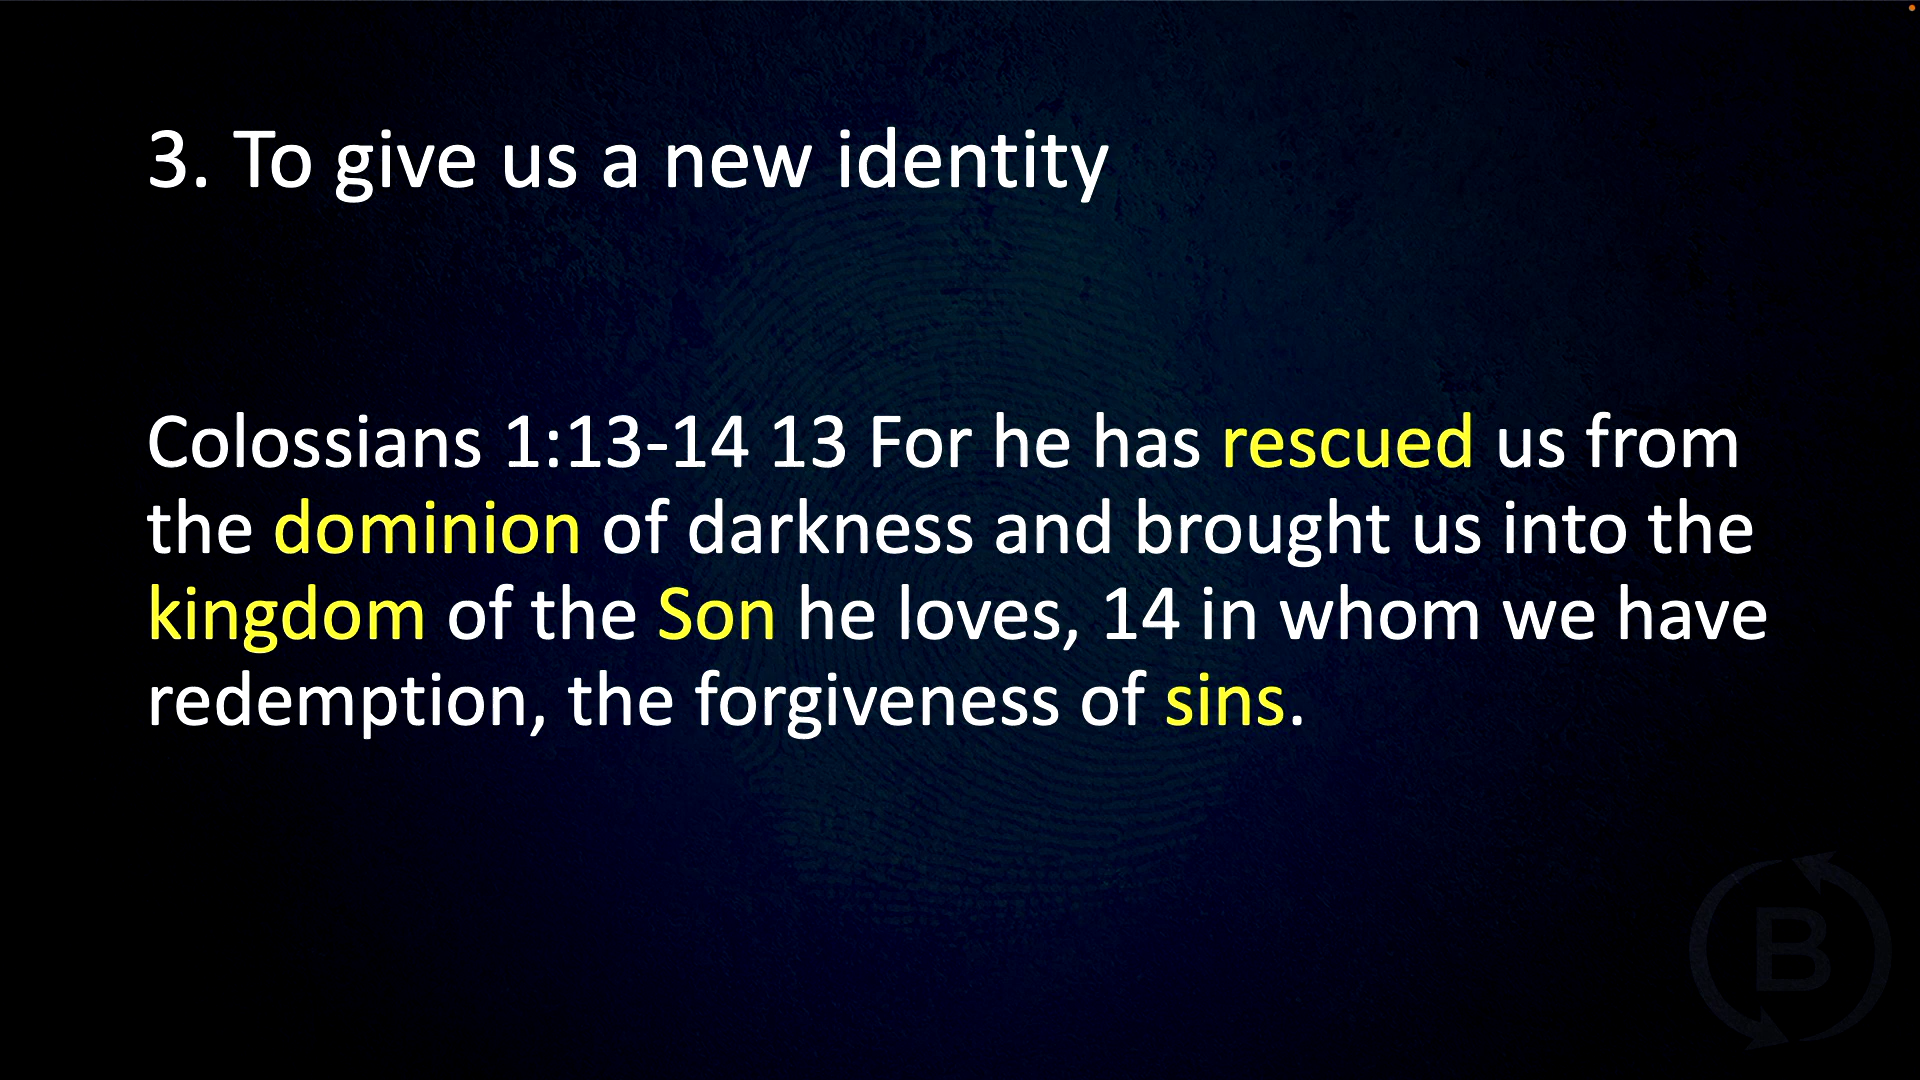 3. To give us a new identity
Colossians 1:13-14 13 For he has rescued us from
the dominion of darkness and brought us into the
kingdom of the Son he loves, 14 in whom we have
redemption, the forgiveness of sins.
B